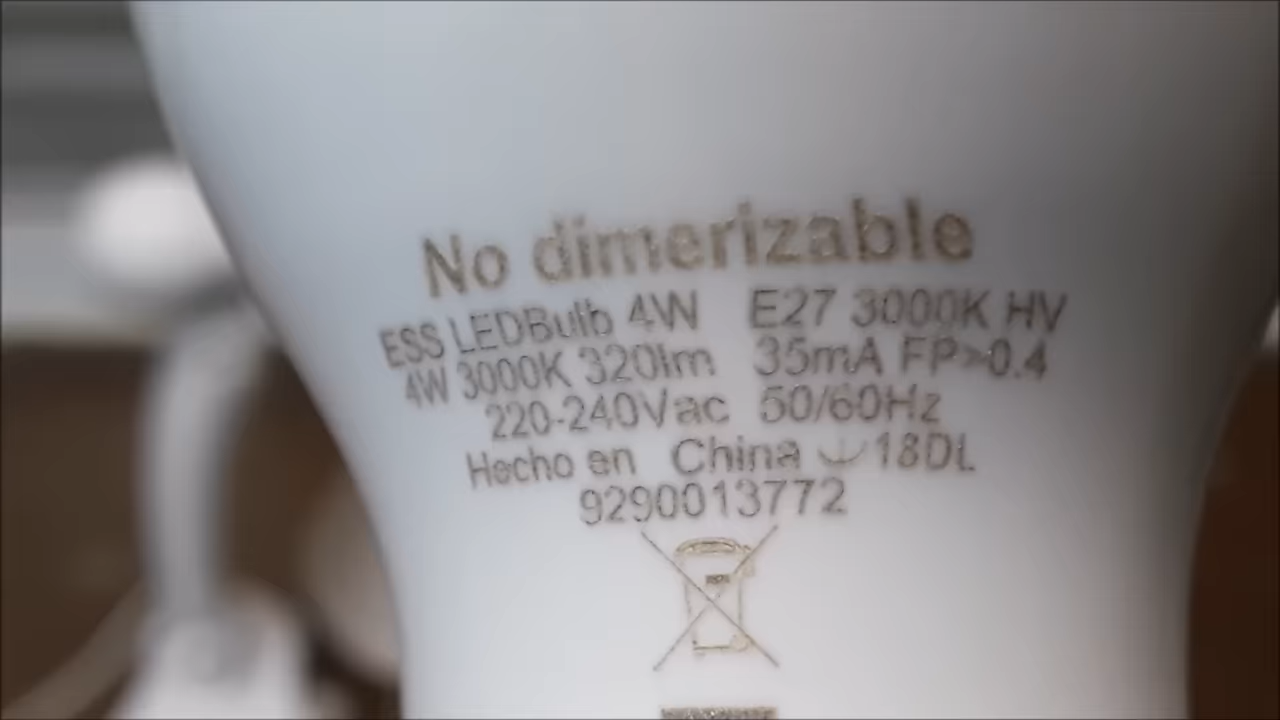 No dimerizable
ESS LEDBulb 4W E27 3000K HV
4W 3000K 320lm 35mA FP>0.4
220-240Vac 50/60Hz
Hecho en China 18DL
9290013772